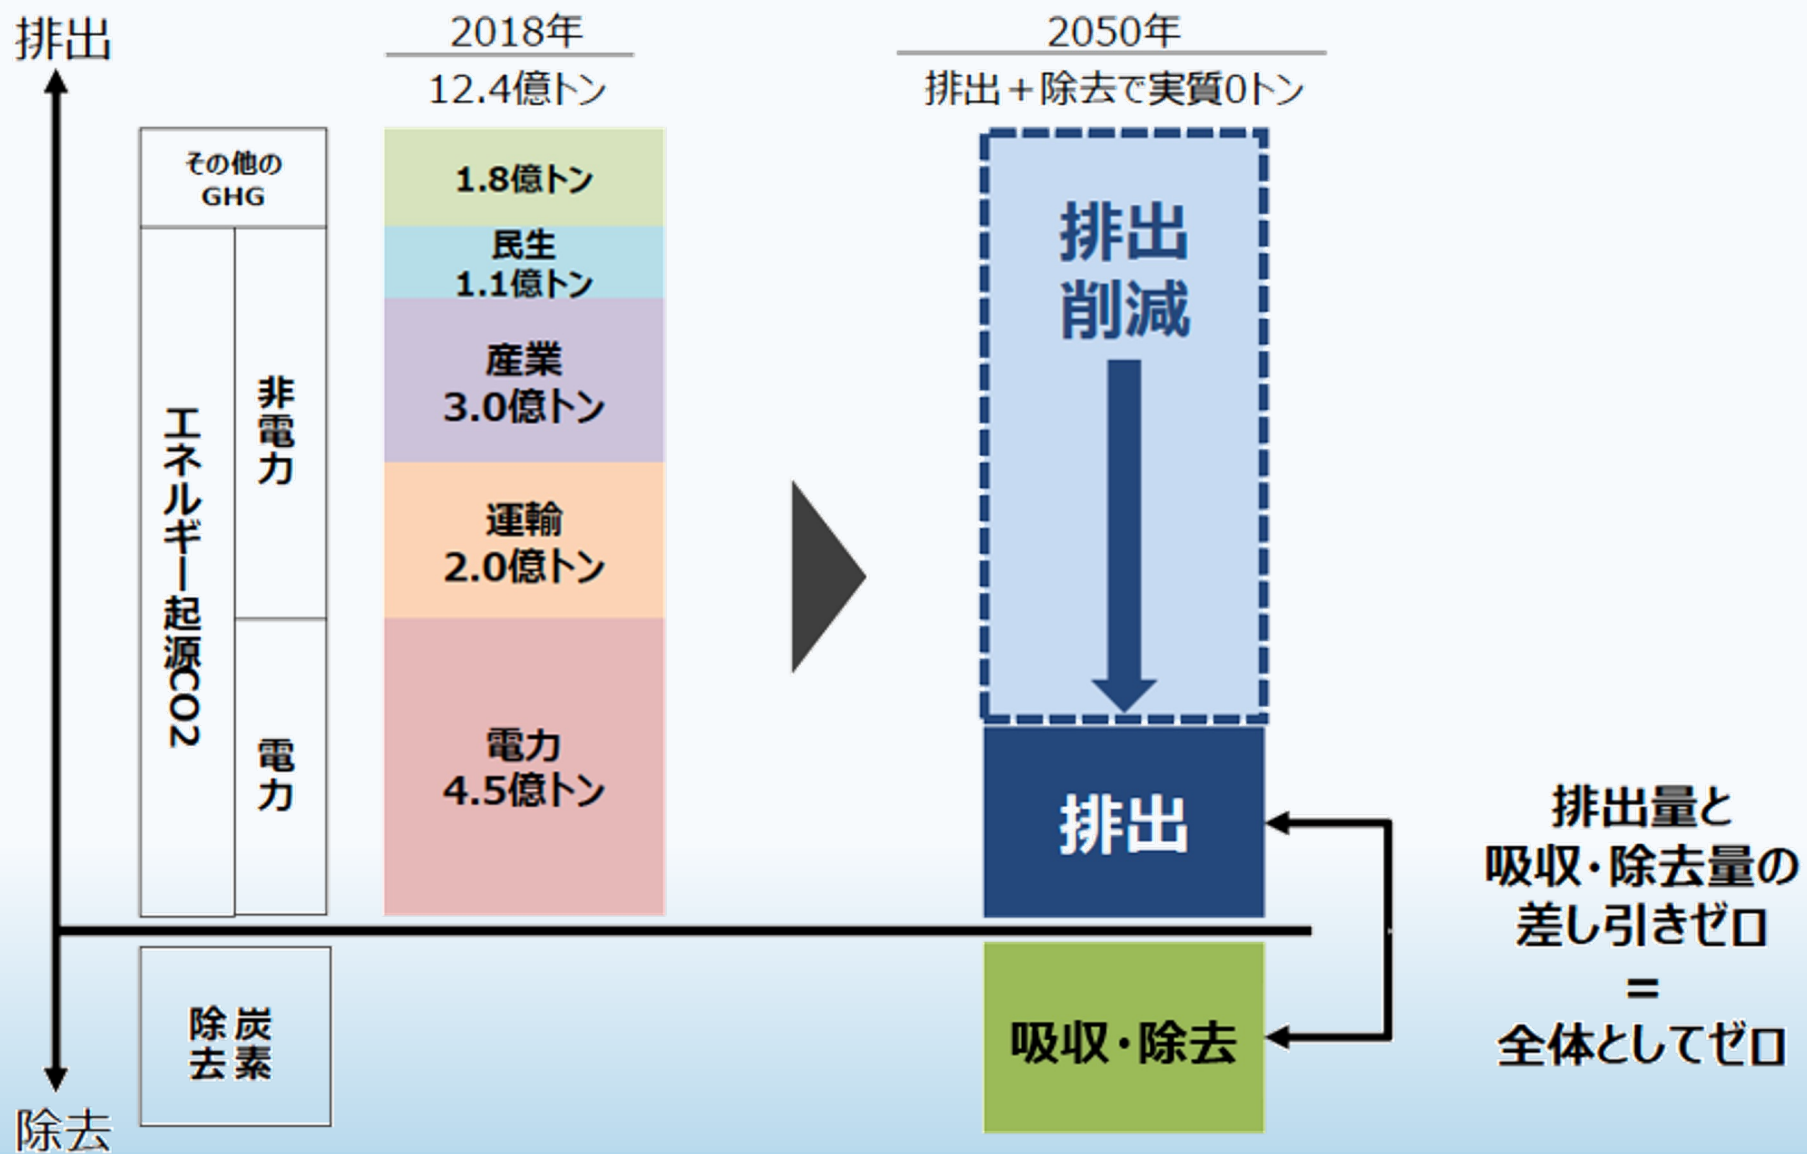 排出
2018年
12.4億トン
2050年
排出+除去で実質0トン
その他の
GHG
エネルギー起源CO2
非電力
電力
1.8億トン
民生
1.1億トン
産業
3.0億トン
運輸
2.0億トン
電力
4.5億トン
排出
削減
排出
吸収・除去
排出量と
吸収・除去量の
差し引きゼロ
=
全体としてゼロ
炭素
除去
除去